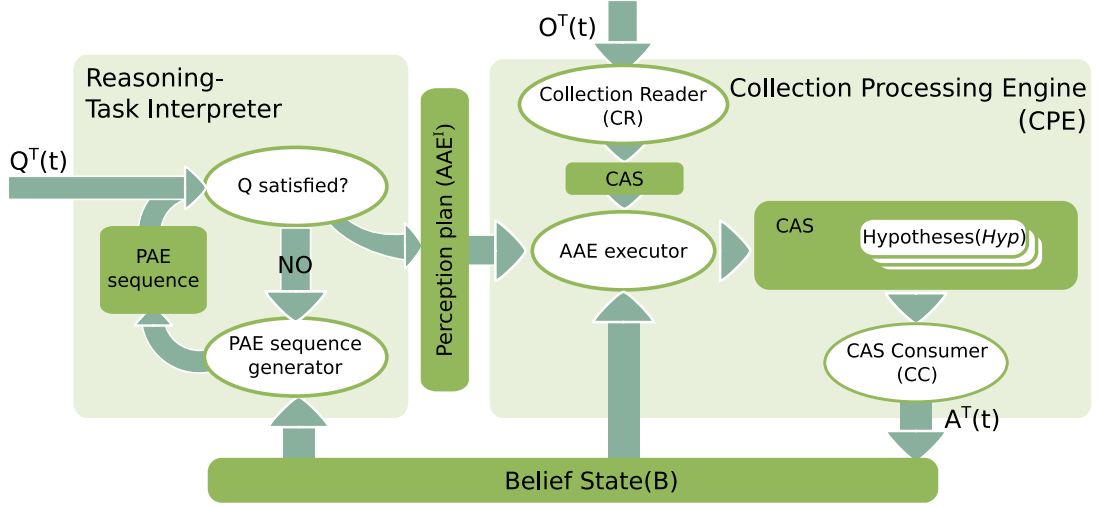 O^T(t)
Reasoning-
Task Interpreter
Collection Processing Engine
(CPE)
Collection Reader
(CR)
Q^T(t)
Q satisfied?
CAS
Perception plan (AAE^I)
PAE
sequence
NO
AAE executor
CAS
Hypotheses(Hyp)
PAE sequence
generator
CAS Consumer
(CC)
A^T(t)
Belief State(B)